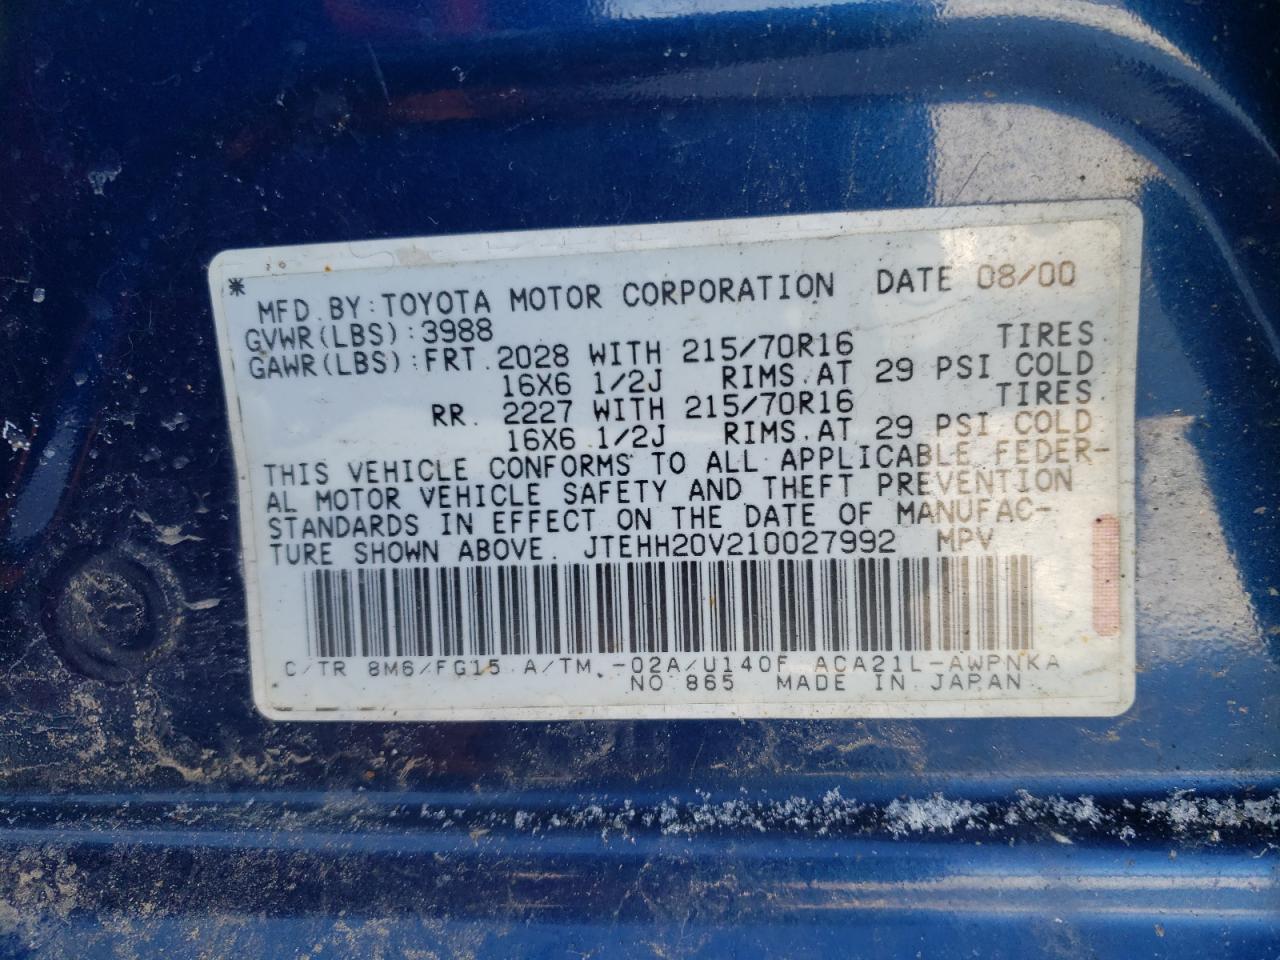 * MFD. BY: TOYOTA MOTOR CORPORATION DATE 08/00
GVWR(LBS):3988
GAWR(LBS):FRT. 2028 WITH 215/70R16 TIRES
16X6 1/2J RIMS.AT 29 PSI COLD
RR. 2227 WITH 215/70R16 TIRES.
16X6 1/2J RIMS.AT 29 PSI COLD
THIS VEHICLE CONFORMS TO ALL APPLICABLE FEDER-
AL MOTOR VEHICLE SAFETY AND THEFT PREVENTION
STANDARDS IN EFFECT ON THE DATE OF MANUFAC-
TURE SHOWN ABOVE. JTEHH20V210027992 MPV
C/TR 8M6/FG15 A/TM -02A/U140F ACA21L-AWPNKA
NO 865 MADE IN JAPAN